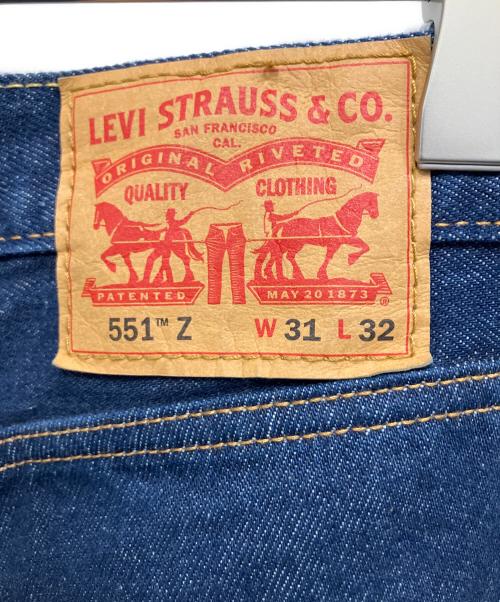 LEVI STRAUSS & CO.
SAN FRANCISCO
CAL.
ORIGINAL RIVETED
QUALITY CLOTHING
PATENTED MAY 20 1873 ®
551™ Z W 31 L 32